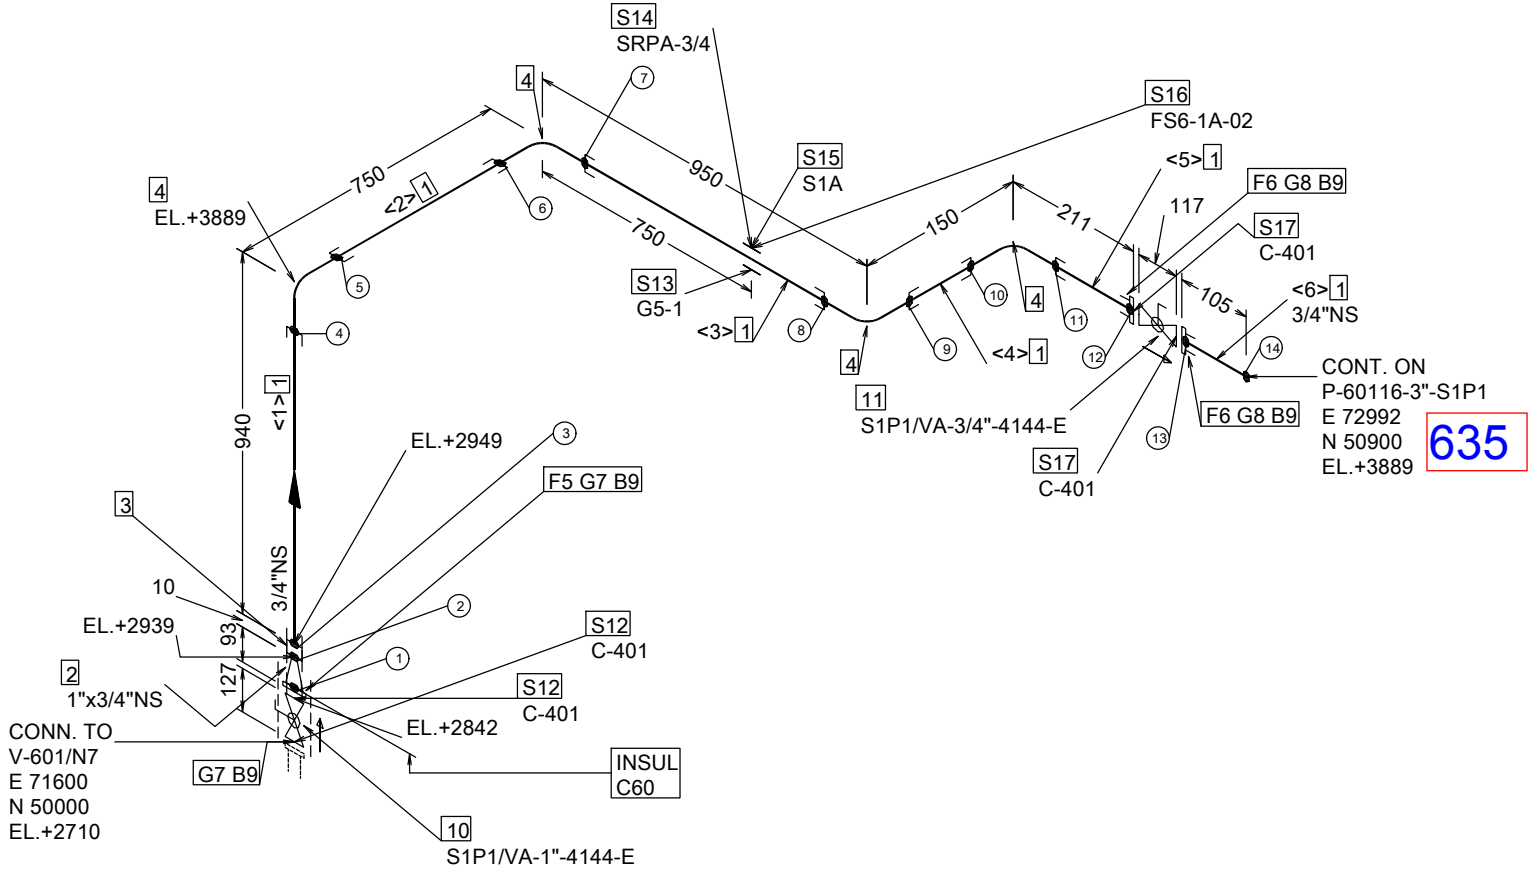 S14
SRPA-3/4
4
7
S16
FS6-1A-02
S15
S1A
950
<5> 1
F6 G8 B9
750
<2> 1
4
EL.+3889
6
750
150
211
117
S17
C-401
S13
G5-1
5
<3> 1
8
4
9
10
<4> 1
4
11
12
105
<6> 1
3/4"NS
14
CONT. ON
P-60116-3"-S1P1
E 72992
N 50900
EL.+3889
635
4
<1> 1
940
11
S1P1/VA-3/4"-4144-E
F6 G8 B9
13
S17
C-401
EL.+2949
3
F5 G7 B9
3
3/4"NS
10
2
EL.+2939
93
S12
C-401
1
127
2
1"x3/4"NS
S12
C-401
EL.+2842
CONN. TO
V-601/N7
E 71600
N 50000
EL.+2710
G7 B9
INSUL
C60
10
S1P1/VA-1"-4144-E